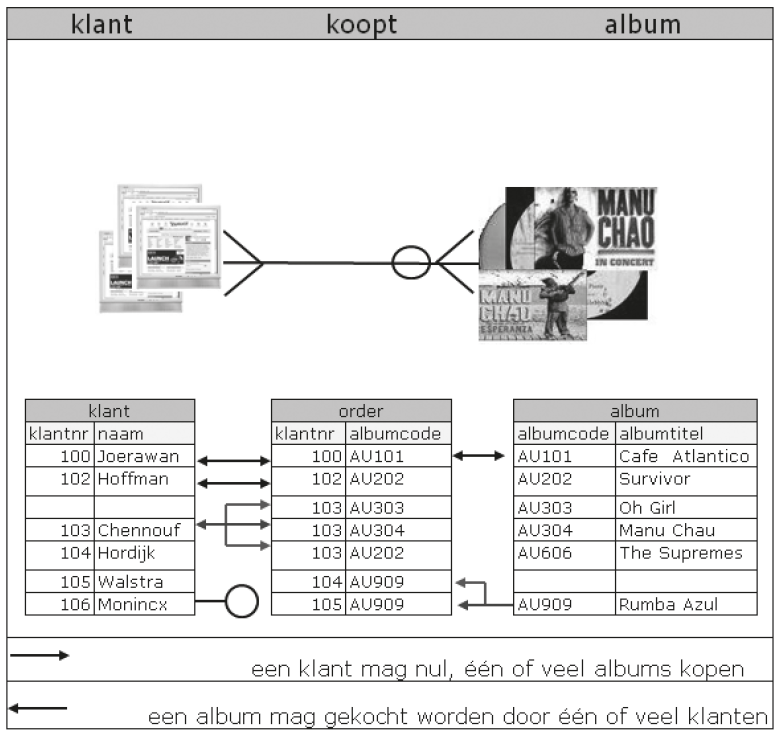 klant koopt album
LAUNCH
LAUNCH
MANU
CHAO
IN CONCERT
MANU
CHAO
ESPERANZA
klant order album
klantnr naam klantnr albumcode albumcode albumtitel
100 Joerawan 100 AU101 AU101 Cafe Atlantico
102 Hoffman 102 AU202 AU202 Survivor
103 AU303 AU303 Oh Girl
103 Chennouf 103 AU304 AU304 Manu Chau
104 Hordijk 103 AU202 AU606 The Supremes
105 Walstra 104 AU909
106 Monincx 105 AU909 AU909 Rumba Azul
een klant mag nul, één of veel albums kopen
een album mag gekocht worden door één of veel klanten